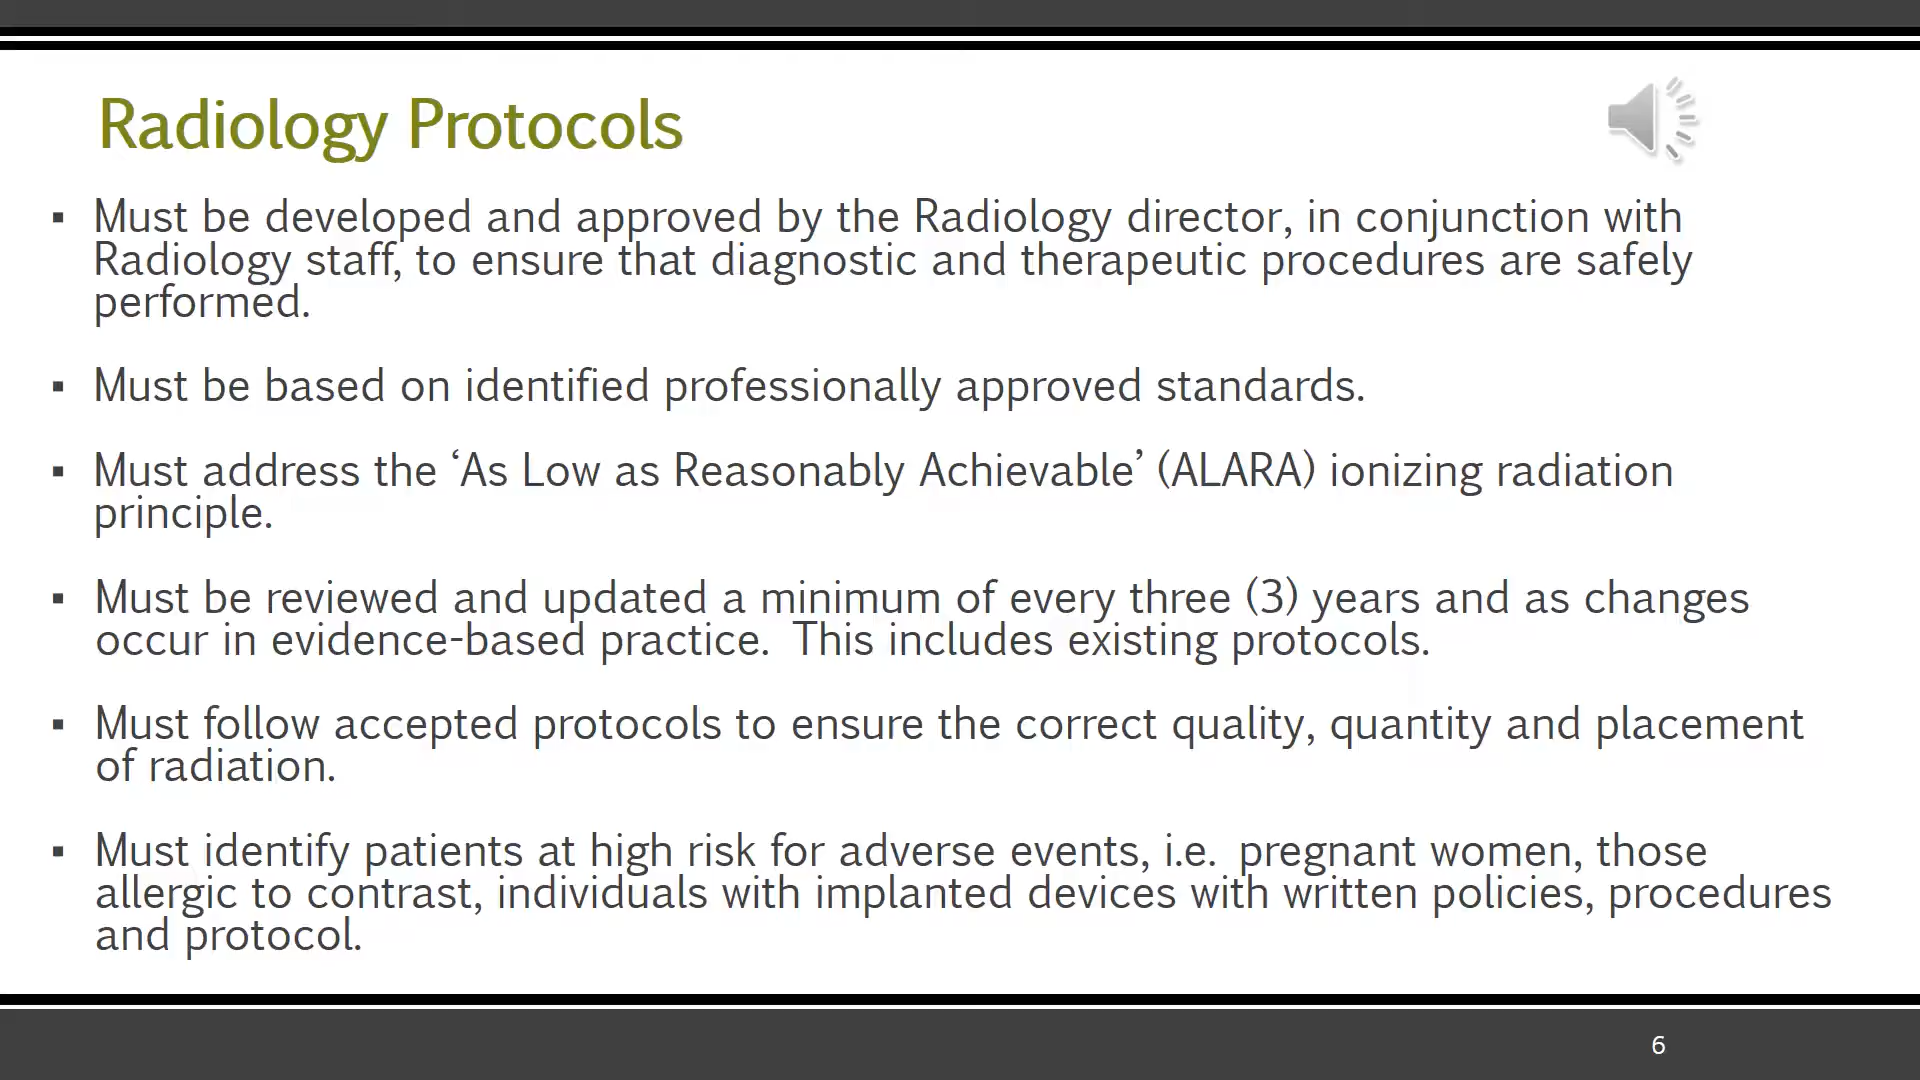 Radiology Protocols
▪ Must be developed and approved by the Radiology director, in conjunction with
Radiology staff, to ensure that diagnostic and therapeutic procedures are safely
performed.
▪ Must be based on identified professionally approved standards.
▪ Must address the ‘As Low as Reasonably Achievable’ (ALARA) ionizing radiation
principle.
▪ Must be reviewed and updated a minimum of every three (3) years and as changes
occur in evidence-based practice.  This includes existing protocols.
▪ Must follow accepted protocols to ensure the correct quality, quantity and placement
of radiation.
▪ Must identify patients at high risk for adverse events, i.e.  pregnant women, those
allergic to contrast, individuals with implanted devices with written policies, procedures
and protocol.
6